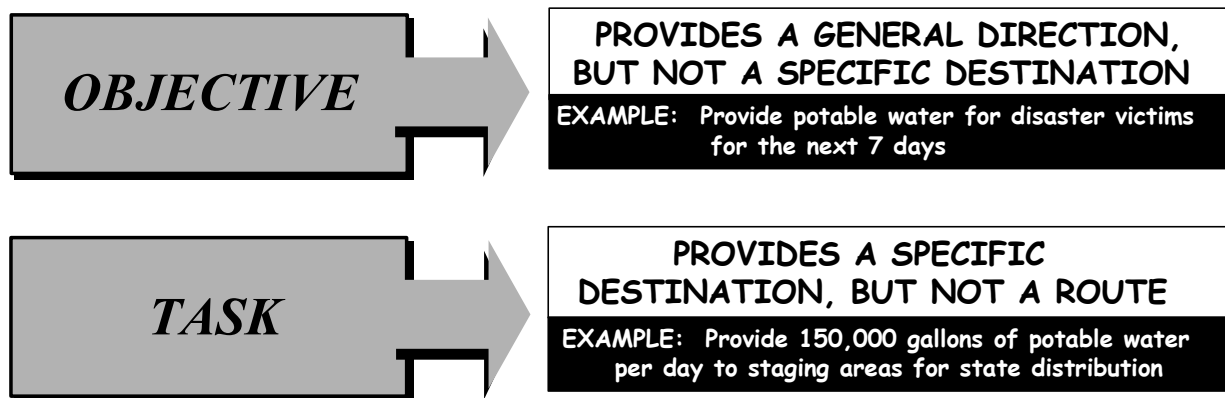 OBJECTIVE
PROVIDES A GENERAL DIRECTION,
BUT NOT A SPECIFIC DESTINATION
EXAMPLE: Provide potable water for disaster victims
for the next 7 days
TASK
PROVIDES A SPECIFIC
DESTINATION, BUT NOT A ROUTE
EXAMPLE: Provide 150,000 gallons of potable water
per day to staging areas for state distribution